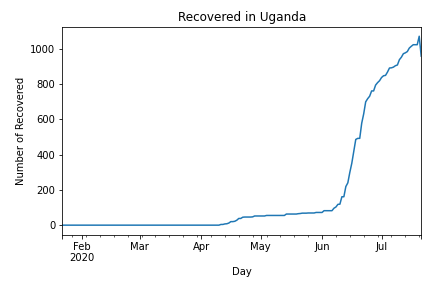 Recovered in Uganda
Number of Recovered
1000
800
600
400
200
0
Feb
2020
Mar
Apr
May
Jun
Jul
Day